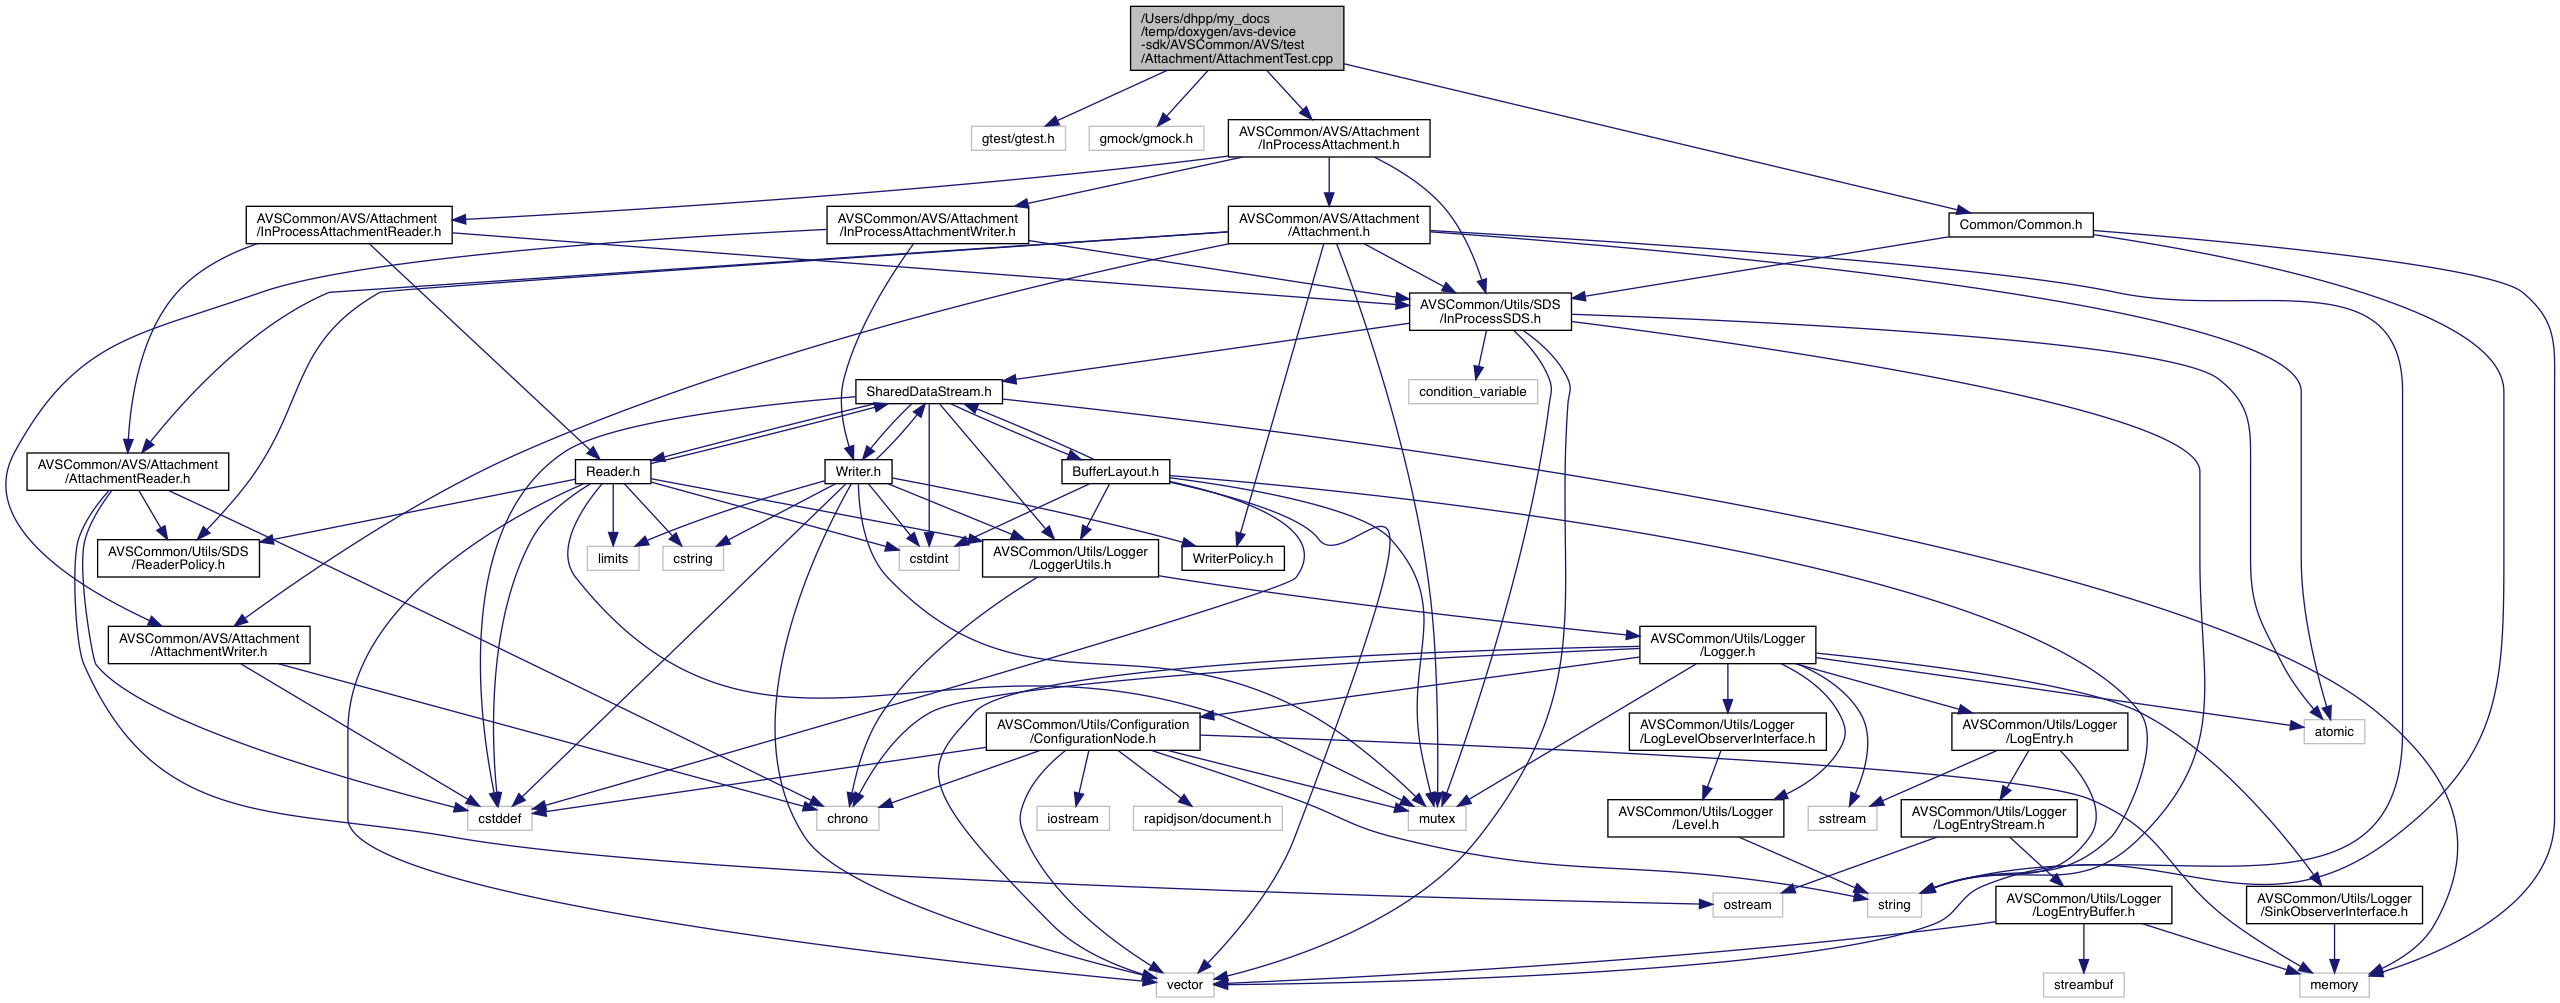 /Users/dhpp/my_docs
/temp/doxygen/avs-device
-sdk/AVSCommon/AVS/test
/Attachment/AttachmentTest.cpp
gtest/gtest.h
gmock/gmock.h
AVSCommon/AVS/Attachment
/InProcessAttachment.h
AVSCommon/AVS/Attachment
/InProcessAttachmentReader.h
AVSCommon/AVS/Attachment
/InProcessAttachmentWriter.h
AVSCommon/AVS/Attachment
/Attachment.h
Common/Common.h
AVSCommon/Utils/SDS
/InProcessSDS.h
SharedDataStream.h
condition_variable
AVSCommon/AVS/Attachment
/AttachmentReader.h
Reader.h
Writer.h
BufferLayout.h
AVSCommon/Utils/SDS
/ReaderPolicy.h
limits
cstring
cstdint
AVSCommon/Utils/Logger
/LoggerUtils.h
WriterPolicy.h
AVSCommon/AVS/Attachment
/AttachmentWriter.h
AVSCommon/Utils/Logger
/Logger.h
AVSCommon/Utils/Configuration
/ConfigurationNode.h
AVSCommon/Utils/Logger
/LogLevelObserverInterface.h
AVSCommon/Utils/Logger
/LogEntry.h
atomic
cstddef
chrono
iostream
rapidjson/document.h
mutex
AVSCommon/Utils/Logger
/Level.h
sstream
AVSCommon/Utils/Logger
/LogEntryStream.h
ostream
string
AVSCommon/Utils/Logger
/LogEntryBuffer.h
AVSCommon/Utils/Logger
/SinkObserverInterface.h
vector
streambuf
memory